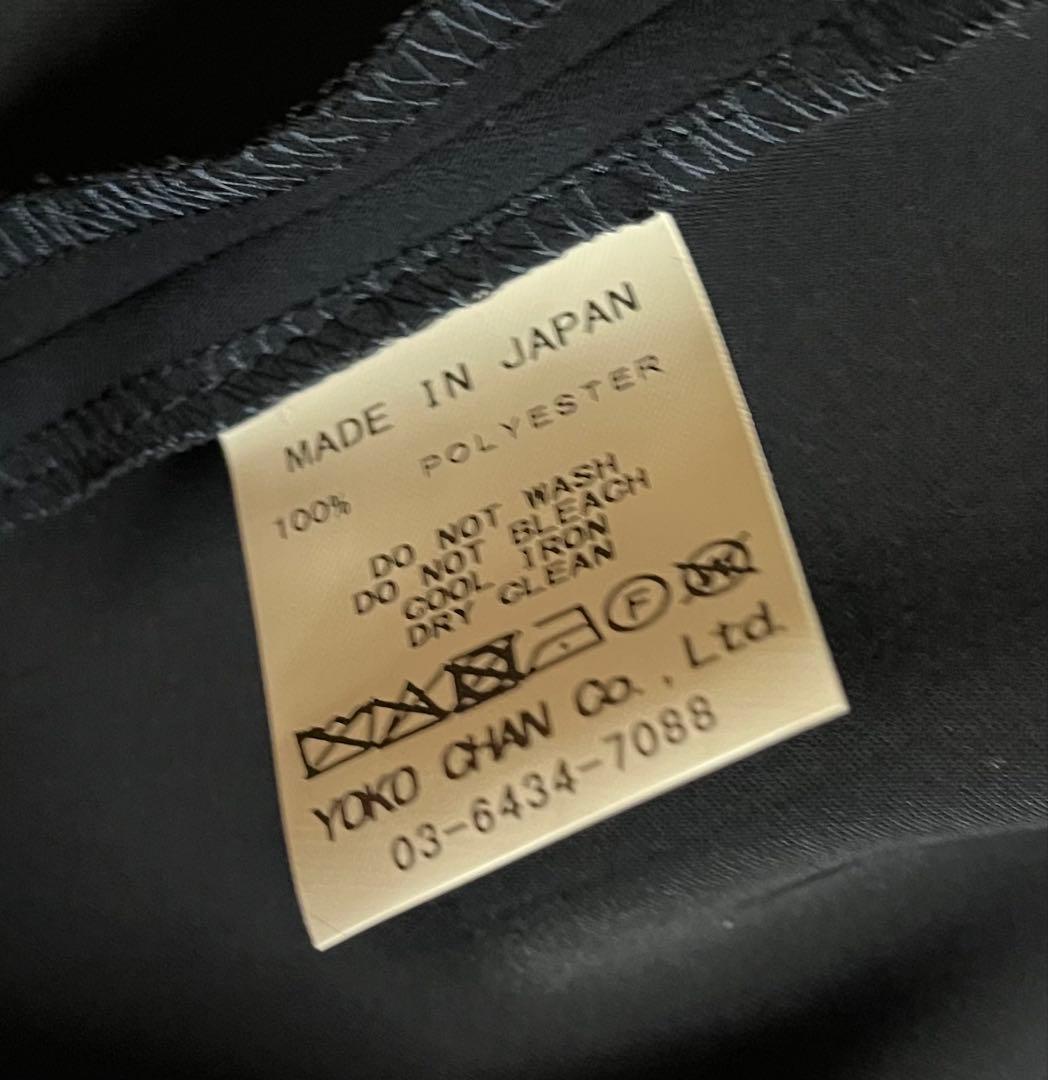 MADE IN JAPAN
100% POLYESTER
DO NOT WASH
DO NOT BLEACH
COOL IRON
DRY CLEAN
F W
YOKO CHAN Co., Ltd.
03-6434-7088